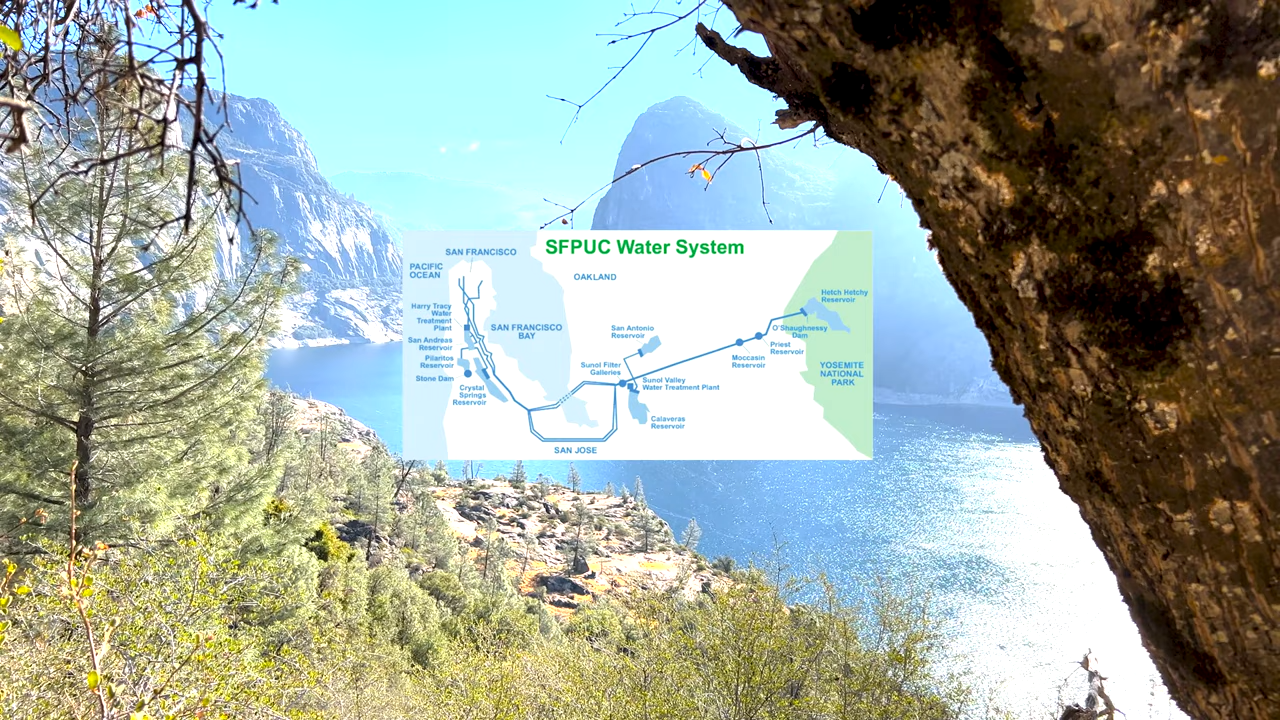 SFPUC Water System
SAN FRANCISCO
PACIFIC
OCEAN
OAKLAND
Harry Tracy
Water
Treatment
Plant
San Andreas
Reservoir
Pilaritos
Reservoir
Stone Dam
Crystal
Springs
Reservoir
SAN FRANCISCO
BAY
San Antonio
Reservoir
Sunol Filter
Galleries
Sunol Valley
Water Treatment Plant
Calaveras
Reservoir
SAN JOSE
Hetch Hetchy
Reservoir
O'Shaughnessy
Dam
Priest
Reservoir
Moccasin
Reservoir
YOSEMITE
NATIONAL
PARK